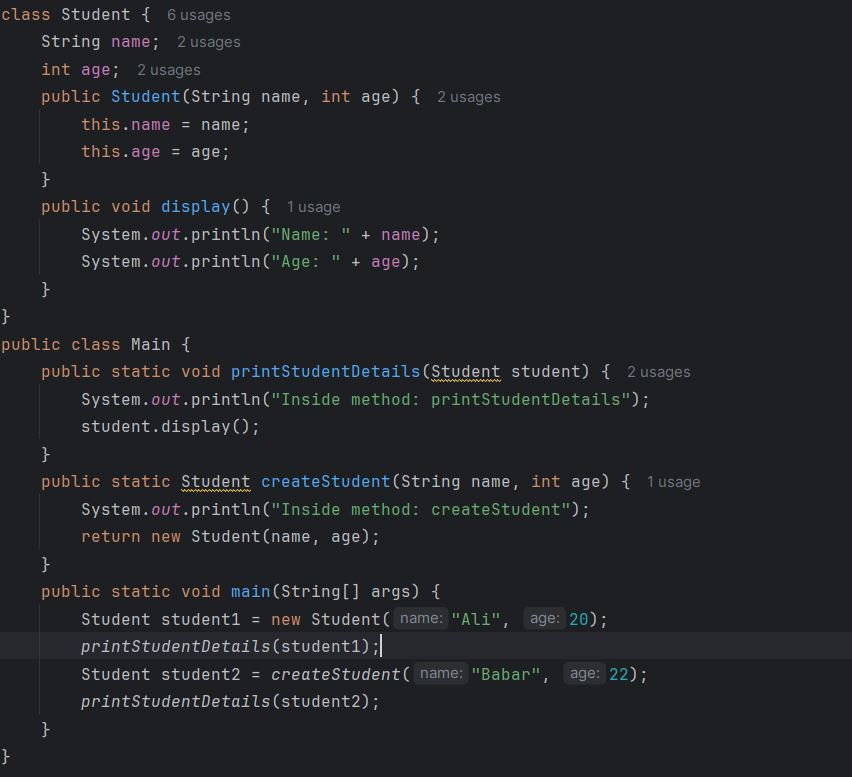 class Student {   6 usages
    String name;   2 usages
    int age;   2 usages
    public Student(String name, int age) {   2 usages
        this.name = name;
        this.age = age;
    }
    public void display() {   1 usage
        System.out.println("Name: " + name);
        System.out.println("Age: " + age);
    }
}
public class Main {
    public static void printStudentDetails(Student student) {   2 usages
        System.out.println("Inside method: printStudentDetails");
        student.display();
    }
    public static Student createStudent(String name, int age) {   1 usage
        System.out.println("Inside method: createStudent");
        return new Student(name, age);
    }
    public static void main(String[] args) {
        Student student1 = new Student( name: "Ali",  age: 20);
        printStudentDetails(student1);
        Student student2 = createStudent( name: "Babar",  age: 22);
        printStudentDetails(student2);
    }
}